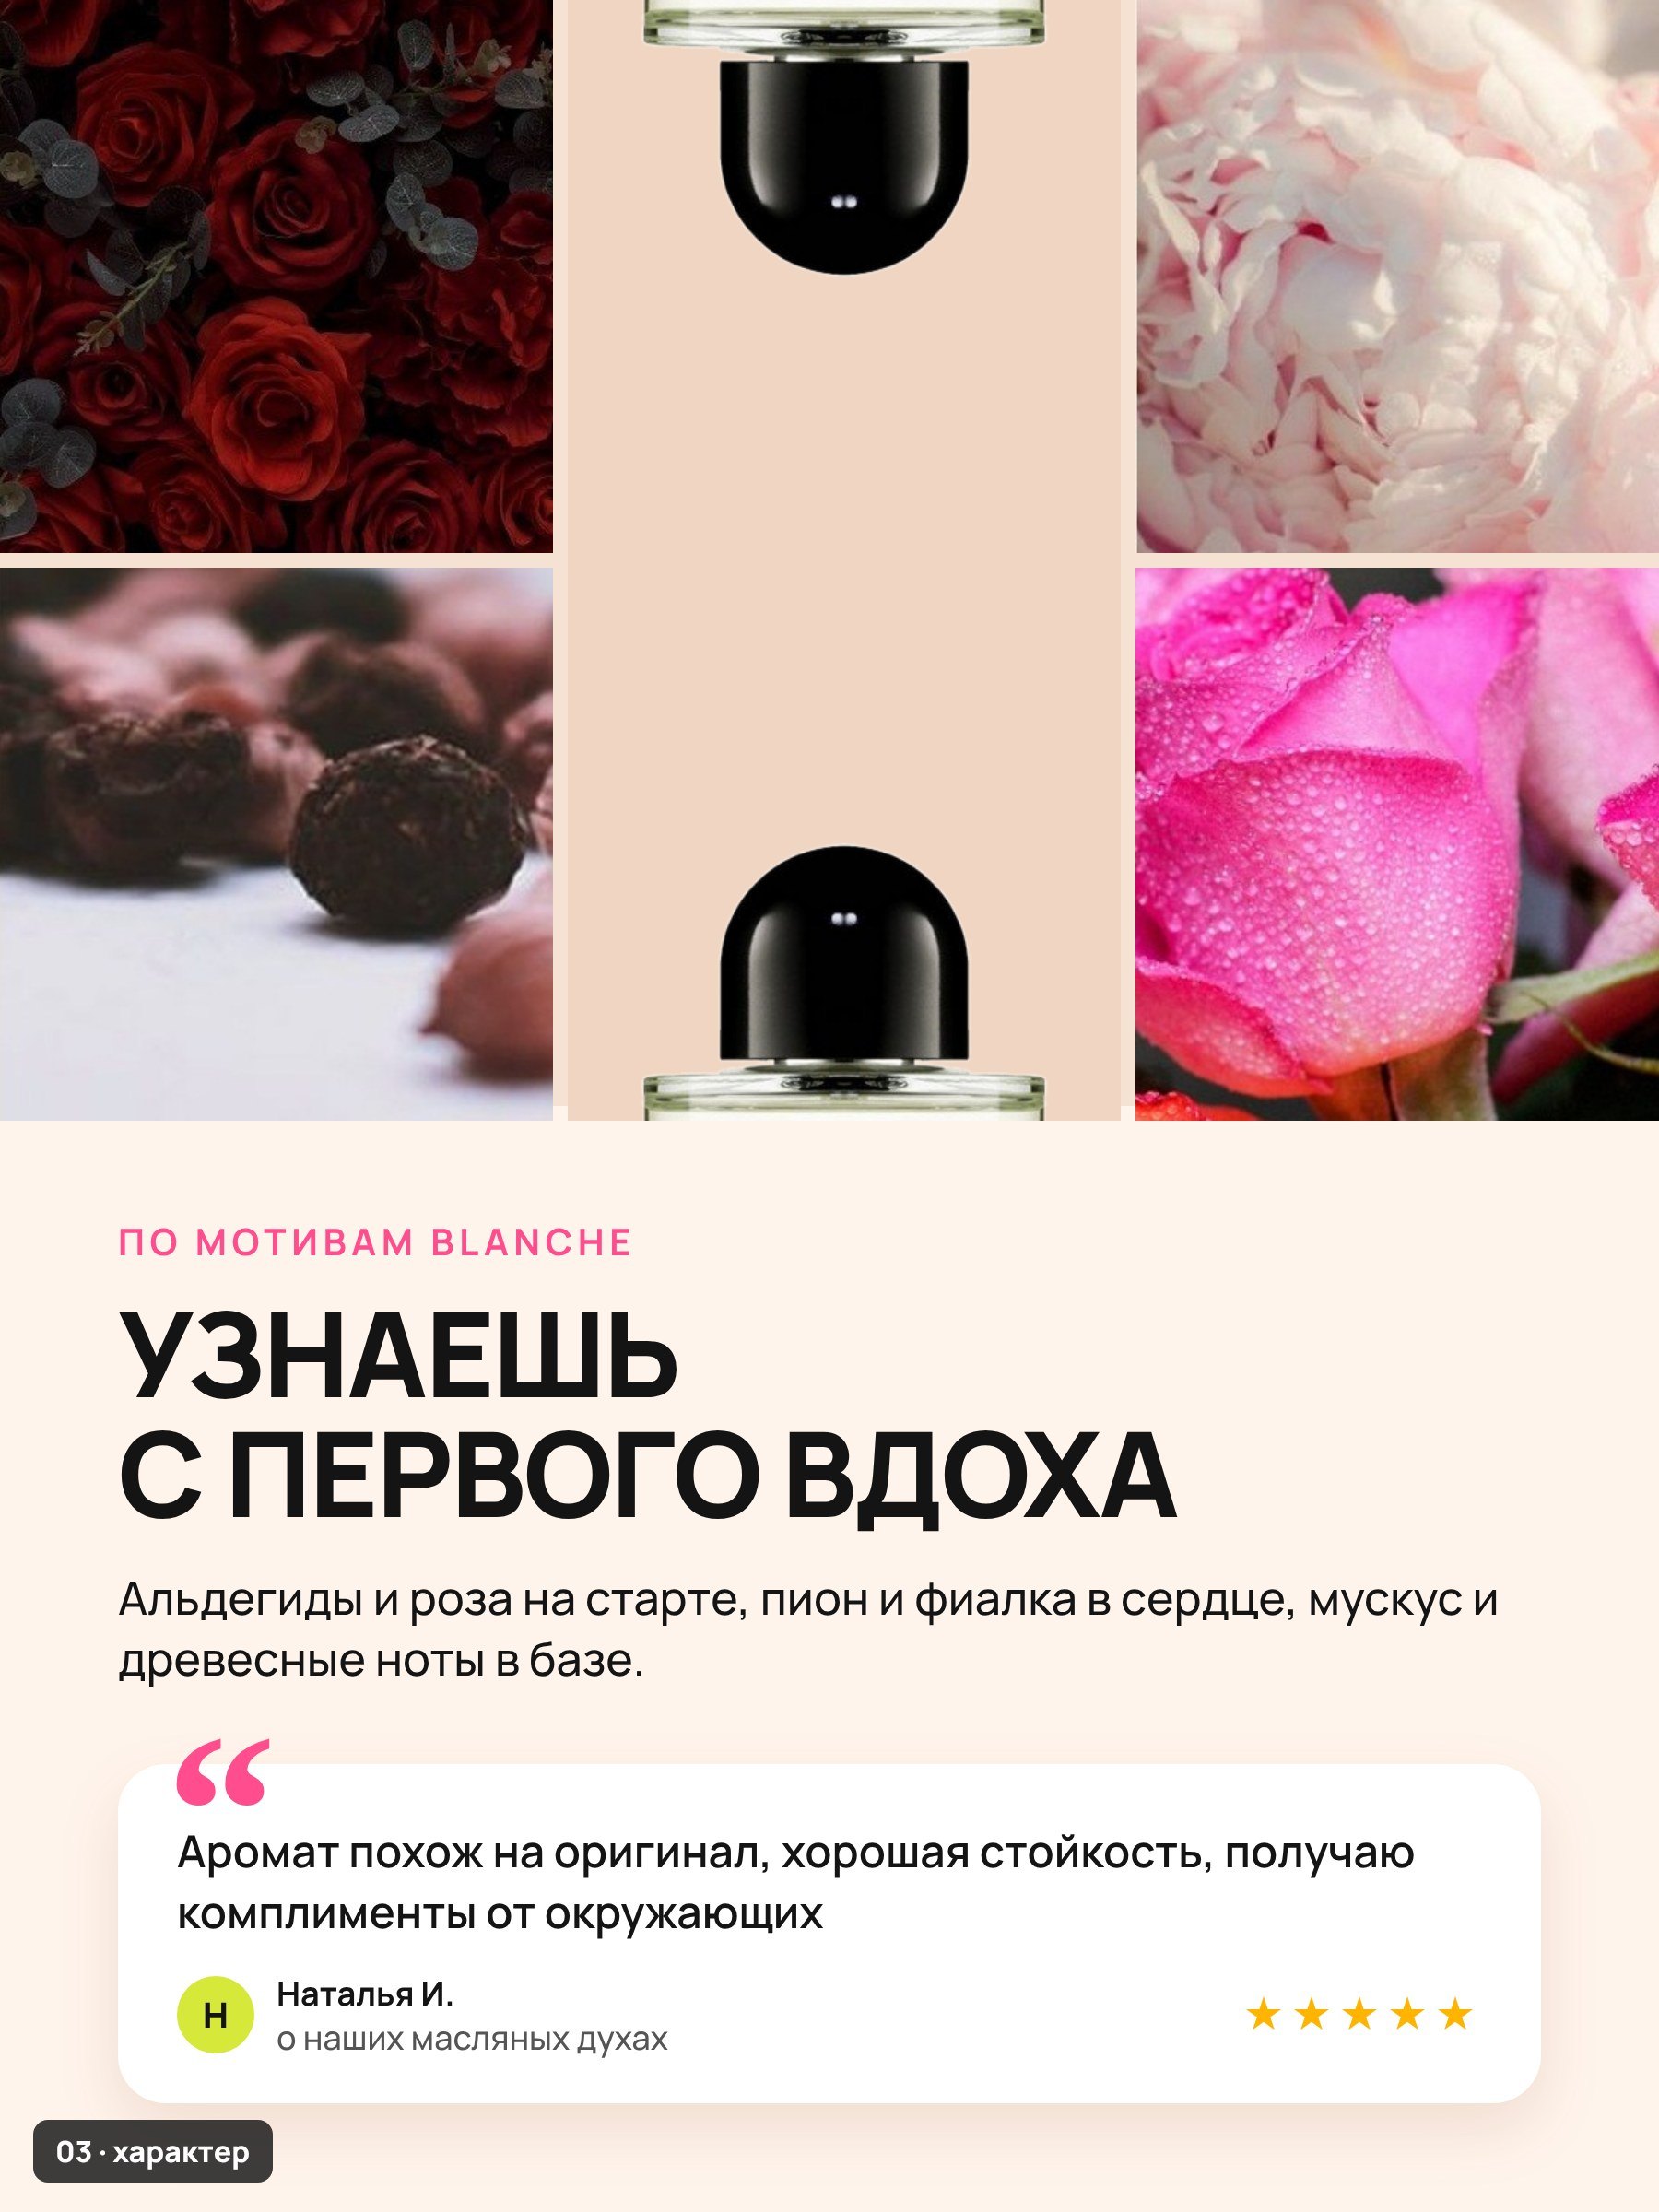 ПО МОТИВАМ BLANCHE
УЗНАЕШЬ
С ПЕРВОГО ВДОХА
Альдегиды и роза на старте, пион и фиалка в сердце, мускус и
древесные ноты в базе.
“
Аромат похож на оригинал, хорошая стойкость, получаю
комплименты от окружающих
Н
Наталья И.
о наших масляных духах
★★★★★
03 · характер